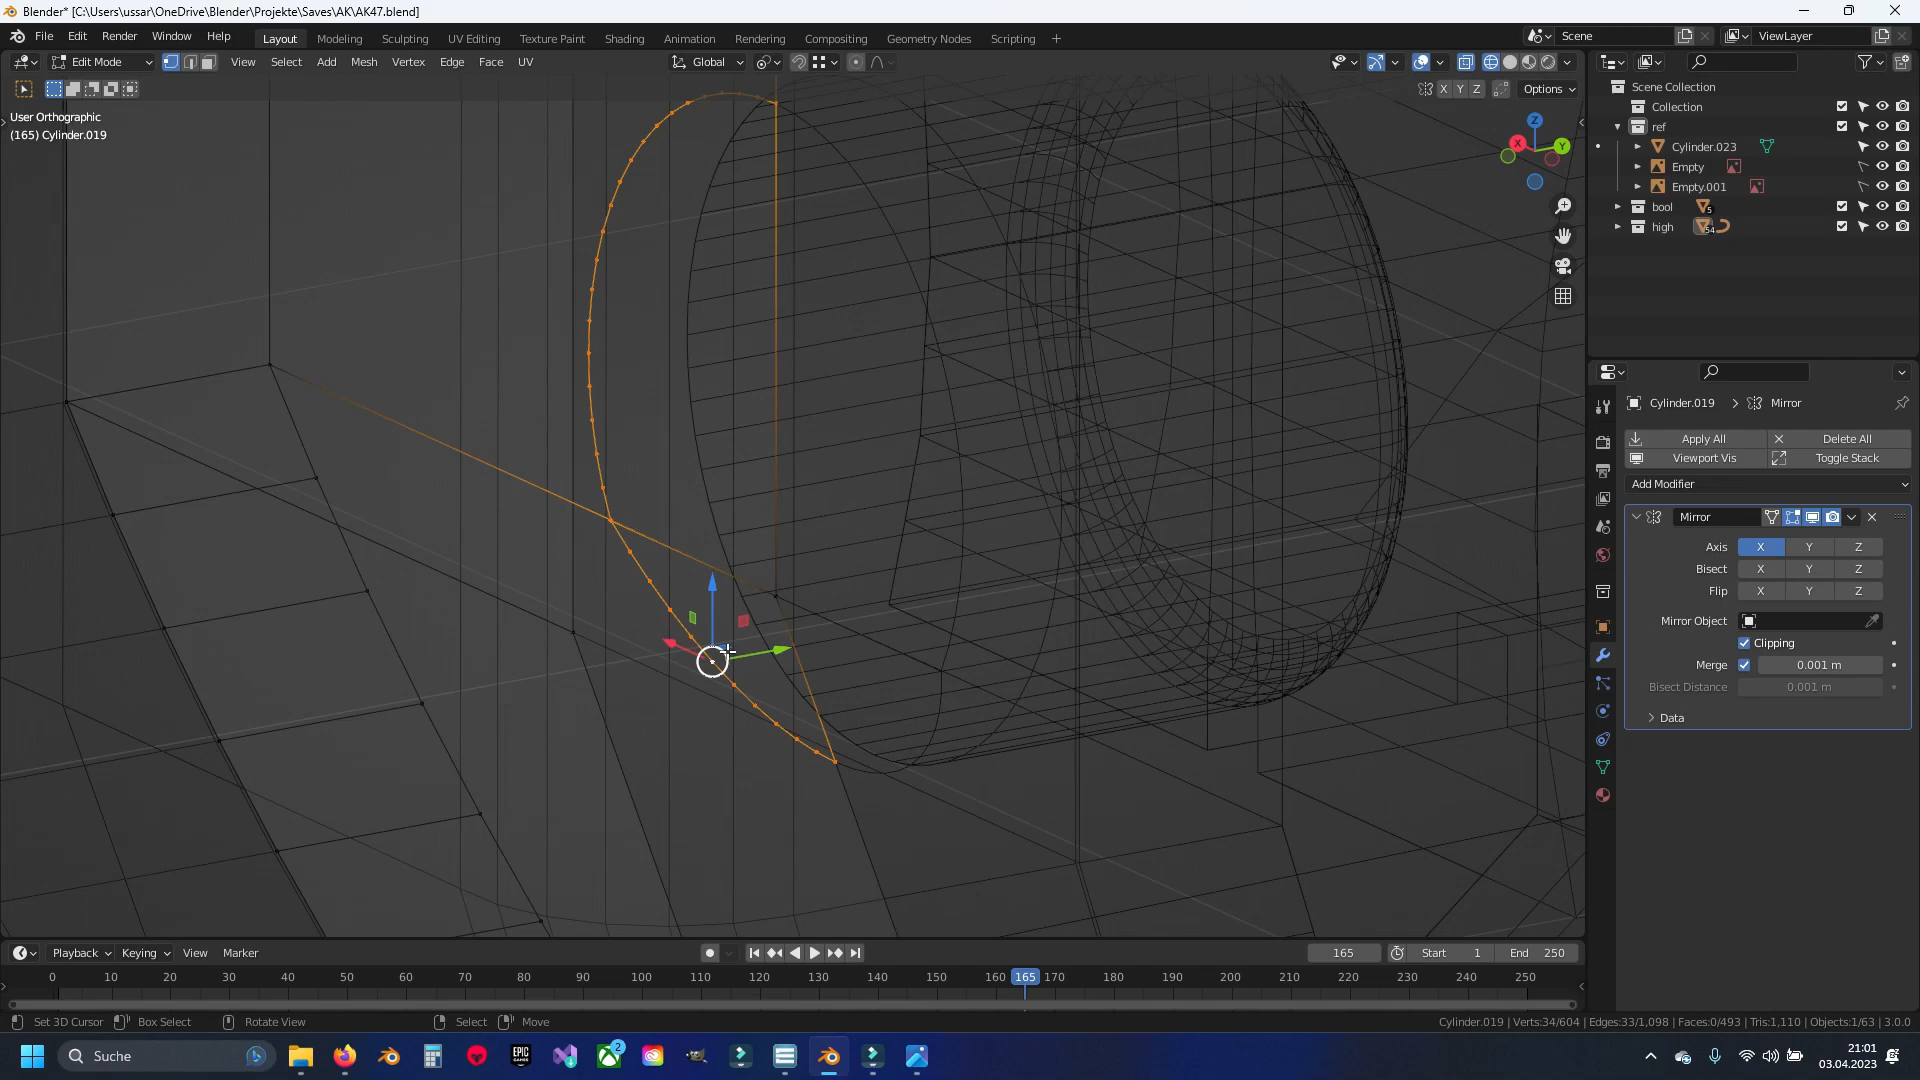 Blender* [C:\Users\ussar\OneDrive\Blender\Projekte\Saves\AK\AK47.blend]
File Edit Render Window Help Layout Modeling Sculpting UV Editing Texture Paint Shading Animation Rendering Compositing Geometry Nodes Scripting + Scene ViewLayer
Edit Mode View Select Add Mesh Vertex Edge Face UV Global
X Y Z Options
User Orthographic
(165) Cylinder.019
Z
X Y
Scene Collection
Collection
ref
Cylinder.023
Empty
Empty.001
bool 5
high 54
Cylinder.019 > Mirror
Apply All Delete All
Viewport Vis Toggle Stack
Add Modifier
Mirror
Axis X Y Z
Bisect X Y Z
Flip X Y Z
Mirror Object
Clipping
Merge 0.001 m
Bisect Distance 0.001 m
Data
Playback Keying View Marker 165 Start 1 End 250
0 10 20 30 40 50 60 70 80 90 100 110 120 130 140 150 160 165 170 180 190 200 210 220 230 240 250
Set 3D Cursor Box Select Rotate View Select Move Cylinder.019 | Verts:34/604 | Edges:33/1,098 | Faces:0/493 | Tris:1,110 | Objects:1/63 | 3.0.0
Suche EPIC GAMES 2
21:01
03.04.2023